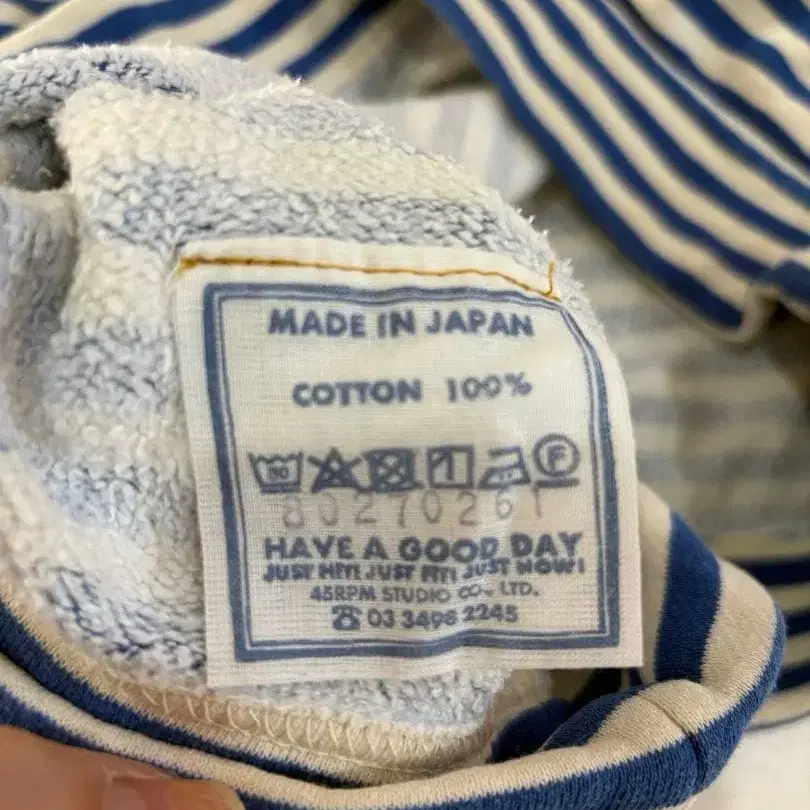 MADE IN JAPAN
COTTON 100%
F
80270261
HAVE A GOOD DAY
JUST HIT! JUST FIT! JUST NOW!
45RPM STUDIO CO., LTD.
☎ 03 3498 2245